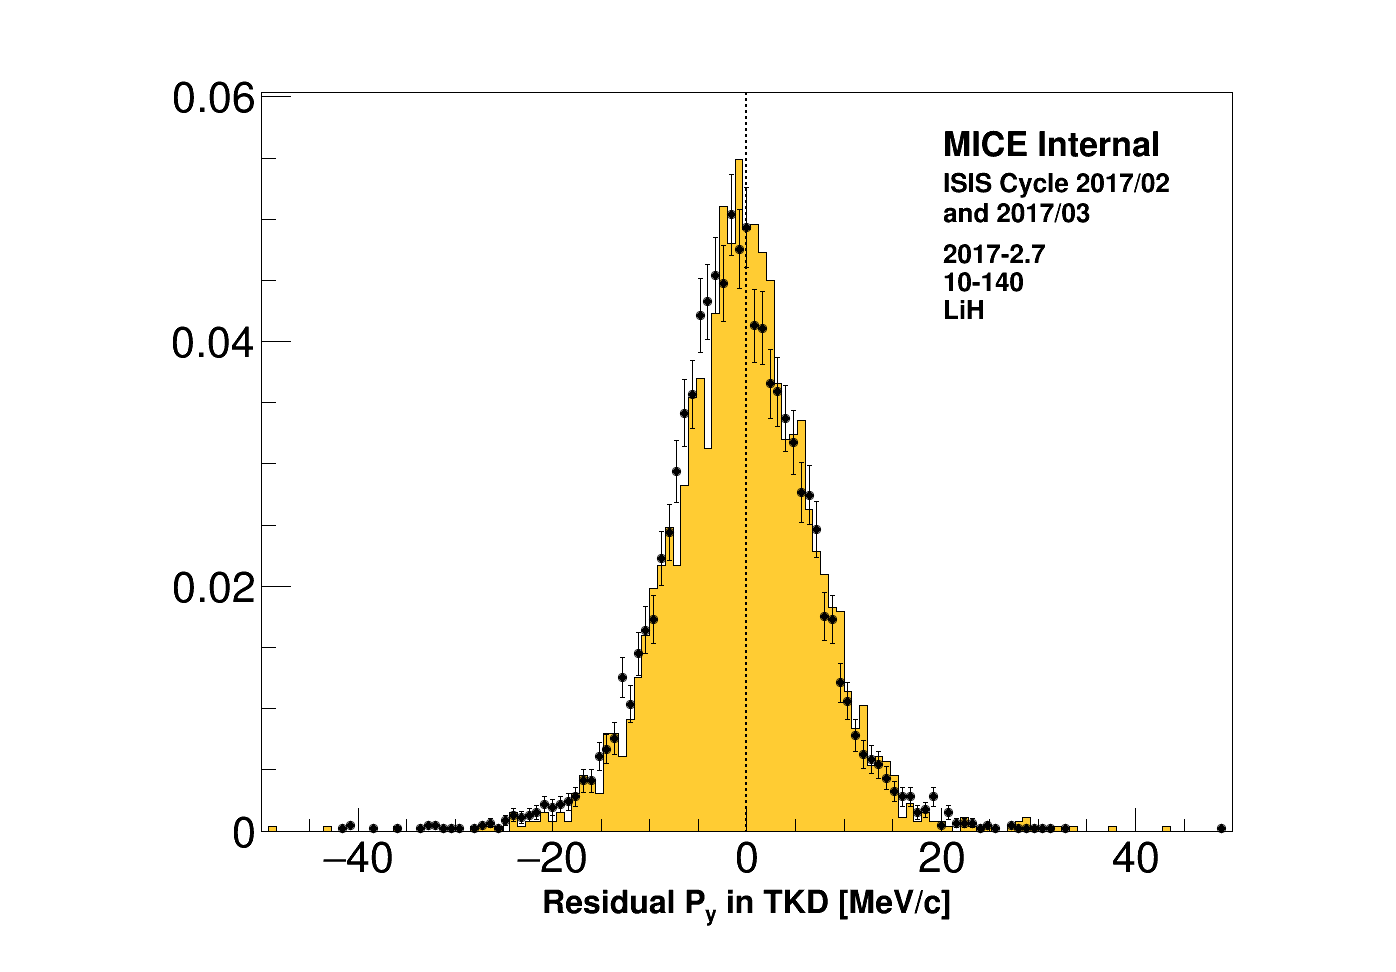 0.06
0.04
0.02
0
MICE Internal
ISIS Cycle 2017/02
and 2017/03
2017-2.7
10-140
LiH
−40 −20 0 20 40
Residual Py in TKD [MeV/c]